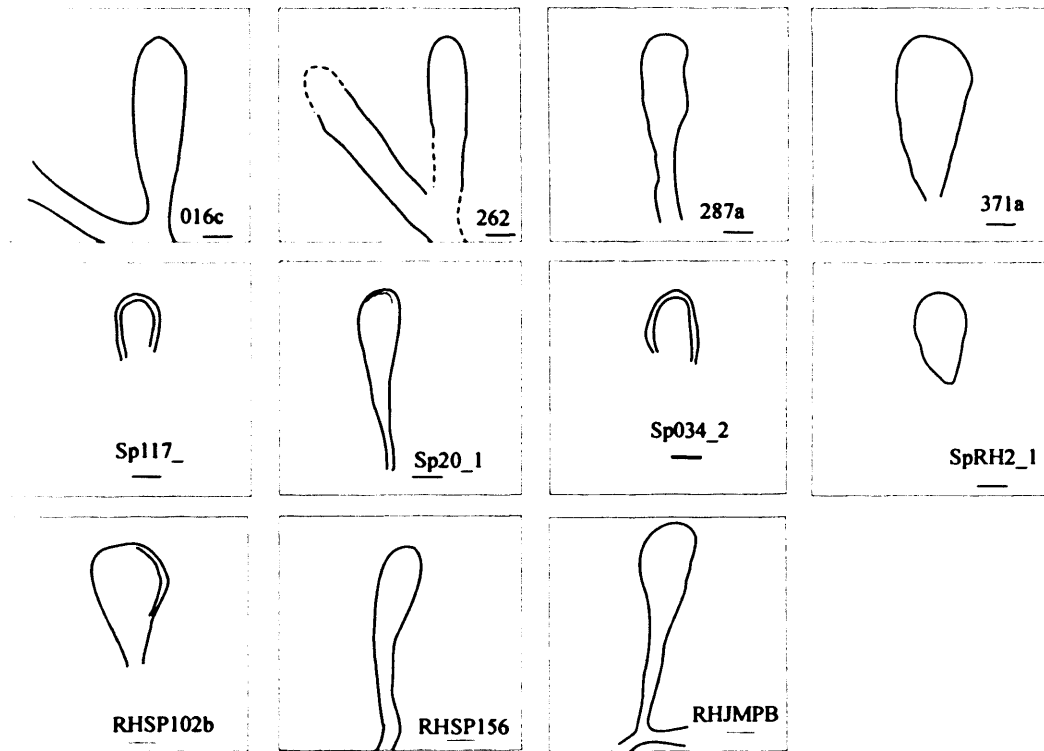 016c
262
287a
371a
Sp117_
Sp20_1
Sp034_2
SpRH2_1
RHSP102b
RHSP156
RHJMPB